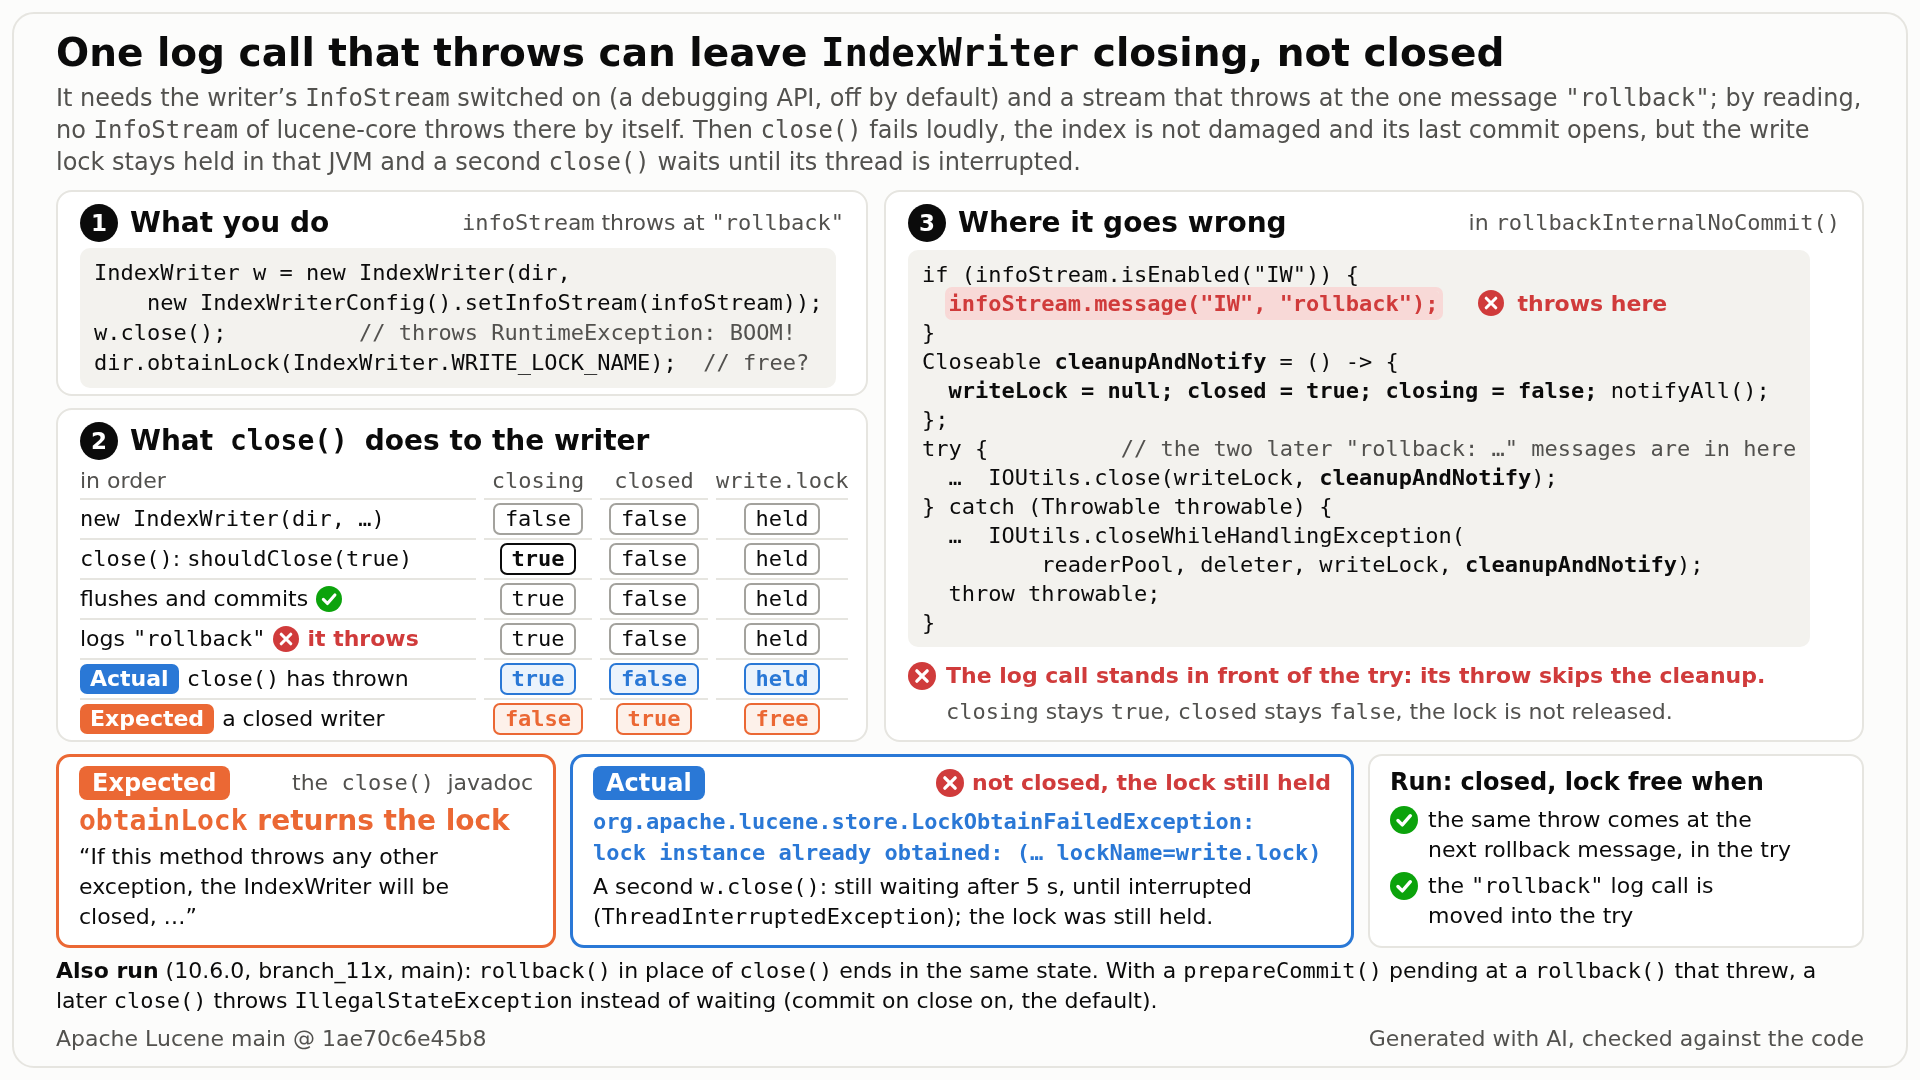 One log call that throws can leave IndexWriter closing, not closed
It needs the writer’s InfoStream switched on (a debugging API, off by default) and a stream that throws at the one message "rollback"; by reading,
no InfoStream of lucene-core throws there by itself. Then close() fails loudly, the index is not damaged and its last commit opens, but the write
lock stays held in that JVM and a second close() waits until its thread is interrupted.
1 What you do infoStream throws at "rollback"
IndexWriter w = new IndexWriter(dir,
    new IndexWriterConfig().setInfoStream(infoStream));
w.close();          // throws RuntimeException: BOOM!
dir.obtainLock(IndexWriter.WRITE_LOCK_NAME);  // free?
2 What close() does to the writer
in order closing closed write.lock
new IndexWriter(dir, …) false false held
close(): shouldClose(true) true false held
flushes and commits true false held
logs "rollback" it throws true false held
Actual close() has thrown true false held
Expected a closed writer false true free
3 Where it goes wrong in rollbackInternalNoCommit()
if (infoStream.isEnabled("IW")) {
  infoStream.message("IW", "rollback"); throws here
}
Closeable cleanupAndNotify = () -> {
  writeLock = null; closed = true; closing = false; notifyAll();
};
try {          // the two later "rollback: …" messages are in here
  …  IOUtils.close(writeLock, cleanupAndNotify);
} catch (Throwable throwable) {
  …  IOUtils.closeWhileHandlingException(
         readerPool, deleter, writeLock, cleanupAndNotify);
  throw throwable;
}
The log call stands in front of the try: its throw skips the cleanup.
closing stays true, closed stays false, the lock is not released.
Expected the close() javadoc
obtainLock returns the lock
“If this method throws any other
exception, the IndexWriter will be
closed, …”
Actual not closed, the lock still held
org.apache.lucene.store.LockObtainFailedException:
lock instance already obtained: (… lockName=write.lock)
A second w.close(): still waiting after 5 s, until interrupted
(ThreadInterruptedException); the lock was still held.
Run: closed, lock free when
the same throw comes at the
next rollback message, in the try
the "rollback" log call is
moved into the try
Also run (10.6.0, branch_11x, main): rollback() in place of close() ends in the same state. With a prepareCommit() pending at a rollback() that threw, a
later close() throws IllegalStateException instead of waiting (commit on close on, the default).
Apache Lucene main @ 1ae70c6e45b8
Generated with AI, checked against the code